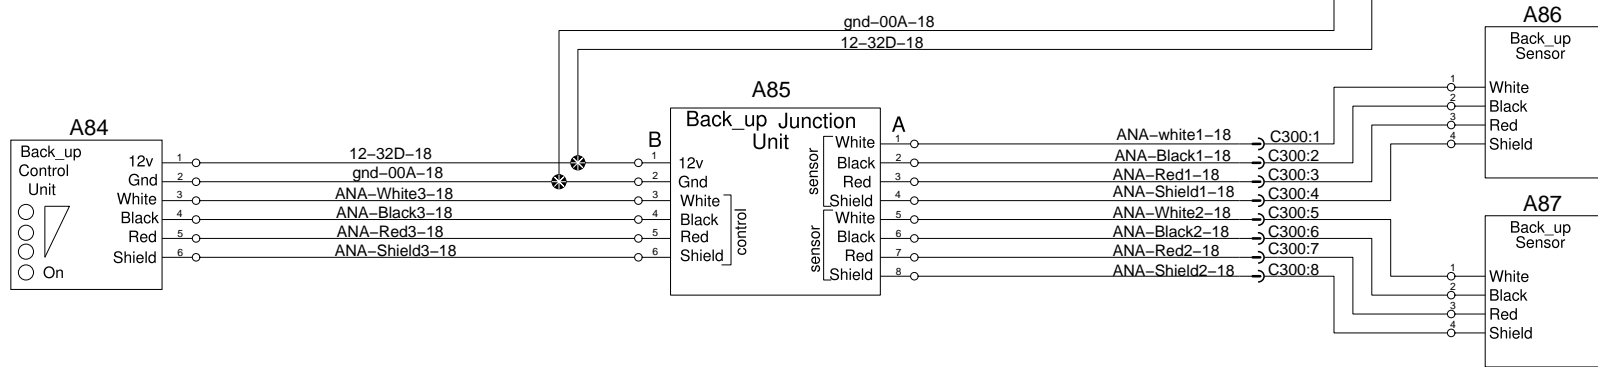 gnd-00A-18
12-32D-18
A84
Back_up
Control
Unit
On
12v
Gnd
White
Black
Red
Shield
1
2
3
4
5
6
12-32D-18
gnd-00A-18
ANA-White3-18
ANA-Black3-18
ANA-Red3-18
ANA-Shield3-18
A85
B
A
Back_up Junction
Unit
1
2
3
4
5
6
12v
Gnd
White
Black
Red
Shield
control
sensor
sensor
White
Black
Red
Shield
White
Black
Red
Shield
1
2
3
4
5
6
7
8
ANA-white1-18 C300:1
ANA-Black1-18 C300:2
ANA-Red1-18 C300:3
ANA-Shield1-18 C300:4
ANA-White2-18 C300:5
ANA-Black2-18 C300:6
ANA-Red2-18 C300:7
ANA-Shield2-18 C300:8
A86
Back_up
Sensor
1 White
2 Black
3 Red
4 Shield
A87
Back_up
Sensor
1 White
2 Black
3 Red
4 Shield